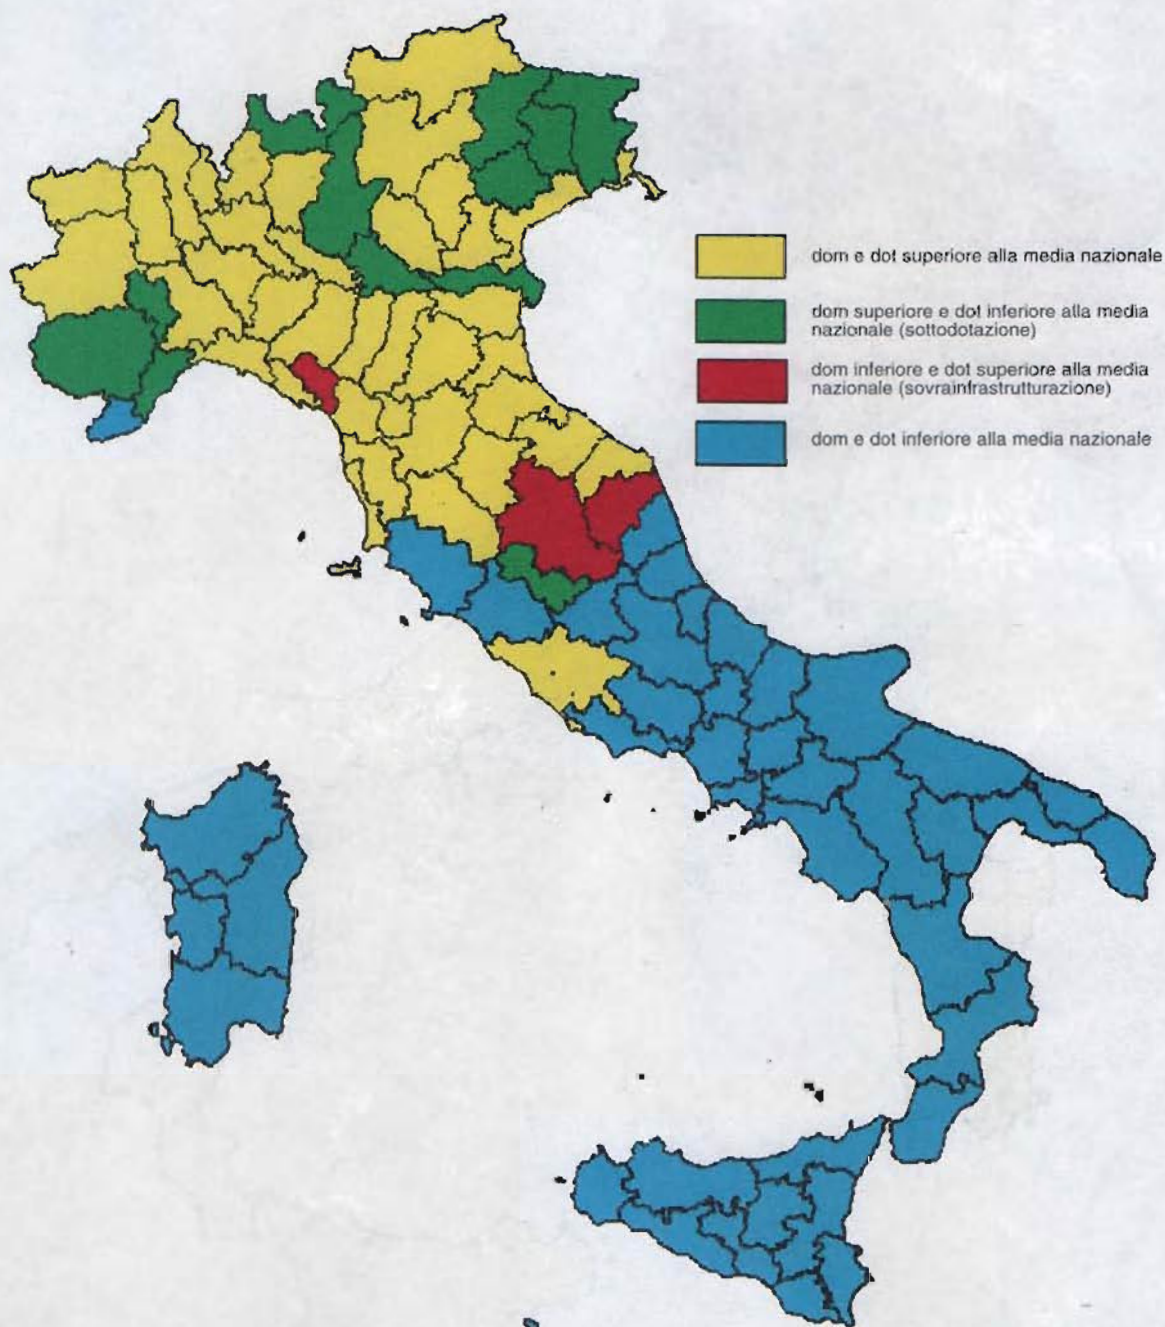 dom e dot superiore alla media nazionale
dom superiore e dot inferiore alla media
nazionale (sottodotazione)
dom inferiore e dot superiore alla media
nazionale (sovrainfrastrutturazione)
dom e dot inferiore alla media nazionale